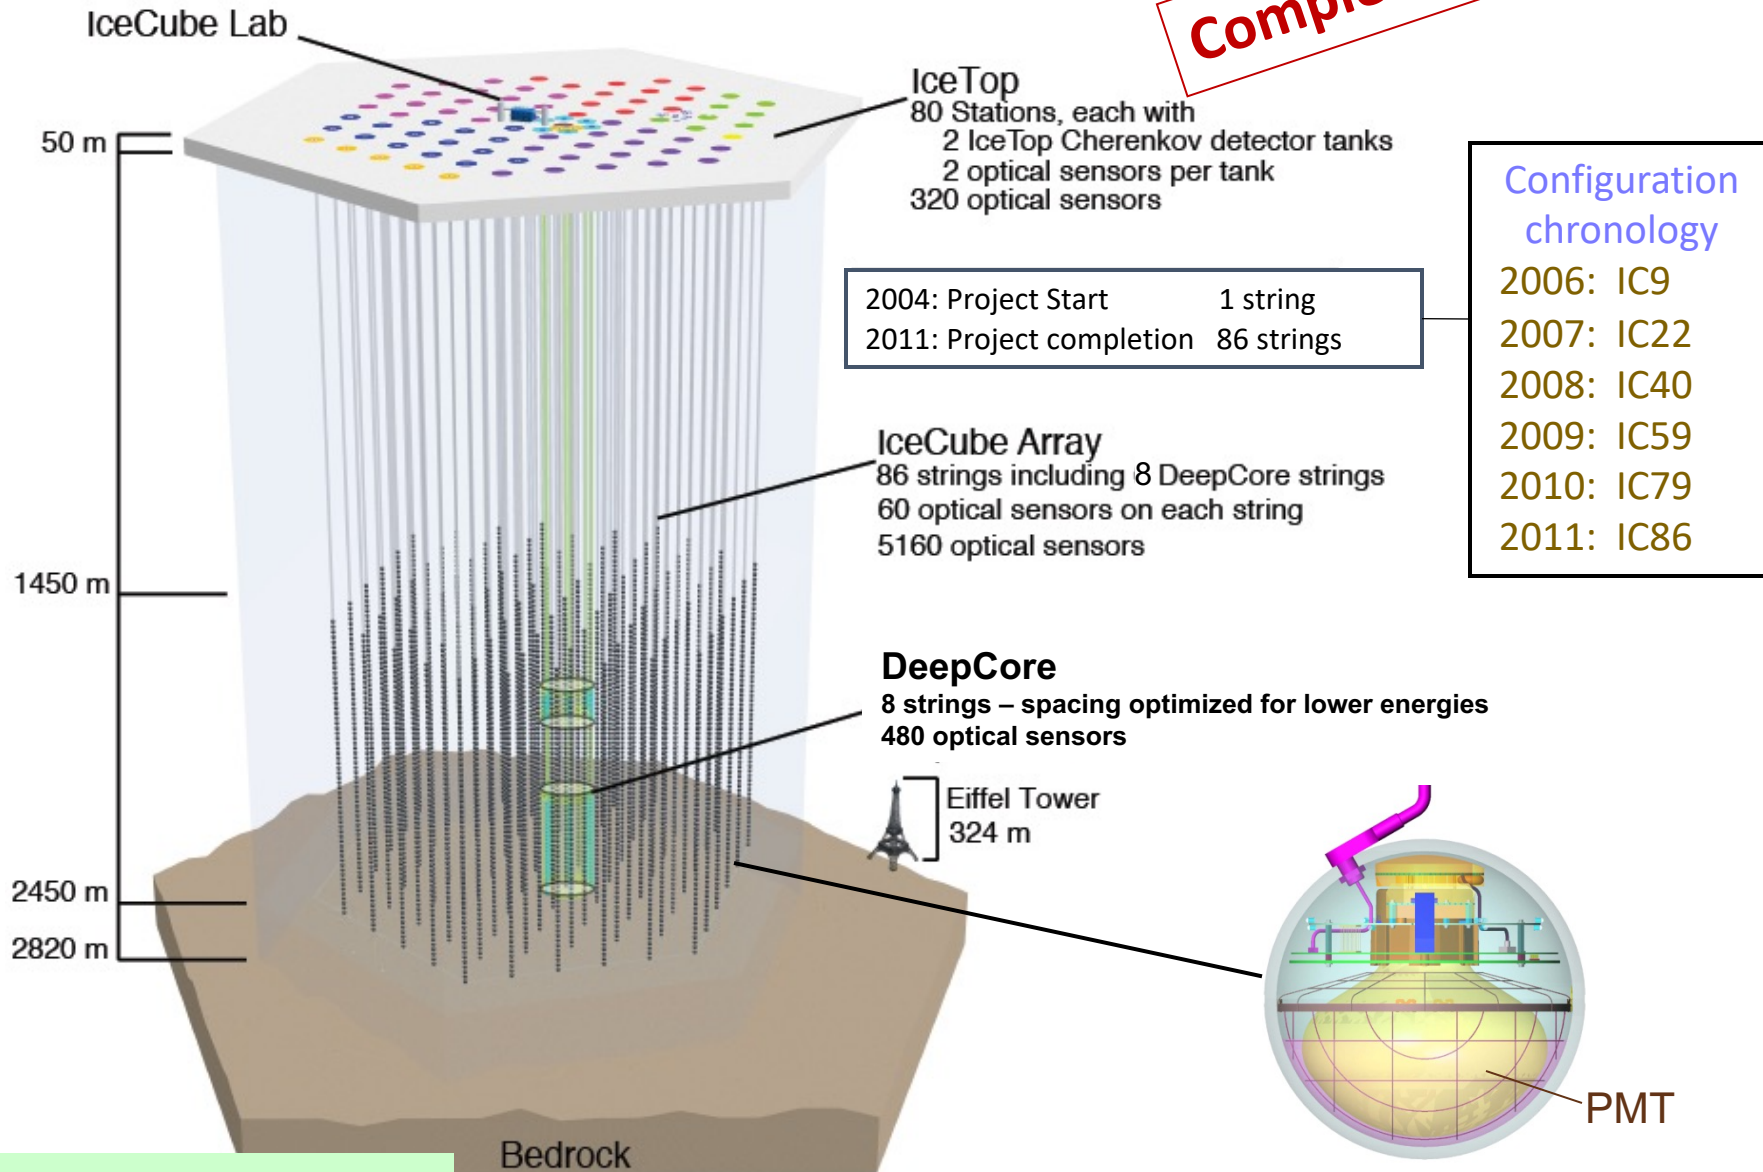 IceCube Lab
50 m
1450 m
2450 m
2820 m
IceTop
80 Stations, each with
2 IceTop Cherenkov detector tanks
2 optical sensors per tank
320 optical sensors
2004: Project Start 1 string
2011: Project completion 86 strings
Configuration
chronology
2006: IC9
2007: IC22
2008: IC40
2009: IC59
2010: IC79
2011: IC86
IceCube Array
86 strings including 8 DeepCore strings
60 optical sensors on each string
5160 optical sensors
DeepCore
8 strings – spacing optimized for lower energies
480 optical sensors
Eiffel Tower
324 m
PMT
Bedrock